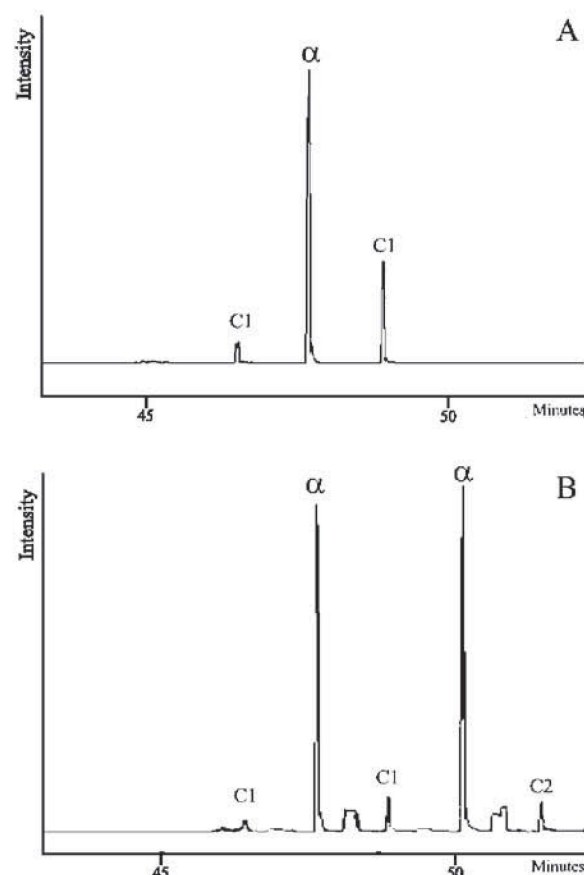 A
Intensity
α
C1
C1
45
50
Minutes
B
Intensity
α
α
C1
C1
C2
45
50
Minutes